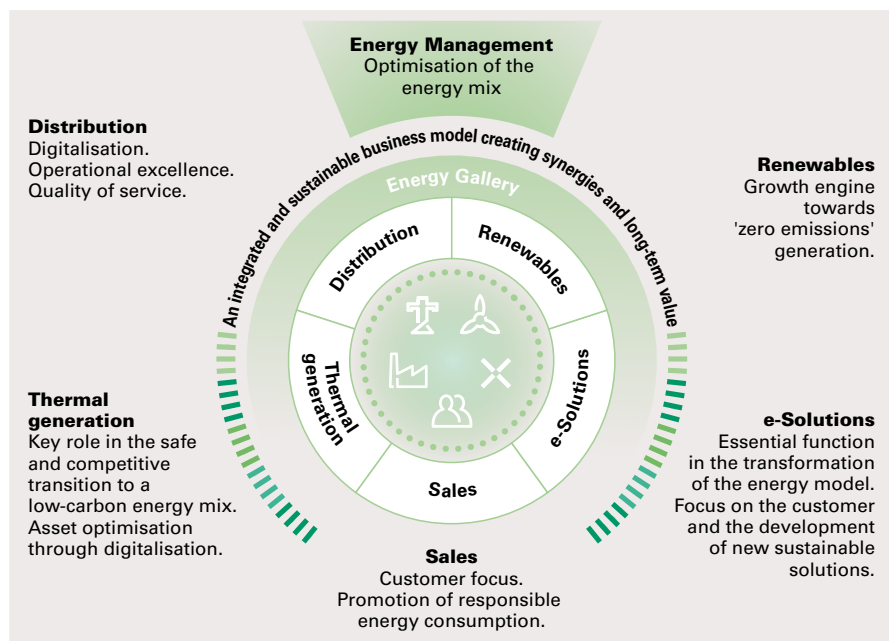 Energy Management
Optimisation of the
energy mix
An integrated and sustainable business model creating synergies and long-term value
Energy Gallery
Distribution
Digitalisation.
Operational excellence.
Quality of service.
Renewables
Growth engine
towards
'zero emissions'
generation.
Distribution
Renewables
Thermal
generation
e-Solutions
Sales
Thermal
generation
Key role in the safe
and competitive
transition to a
low-carbon energy mix.
Asset optimisation
through digitalisation.
e-Solutions
Essential function
in the transformation
of the energy model.
Focus on the customer
and the development
of new sustainable
solutions.
Sales
Customer focus.
Promotion of responsible
energy consumption.